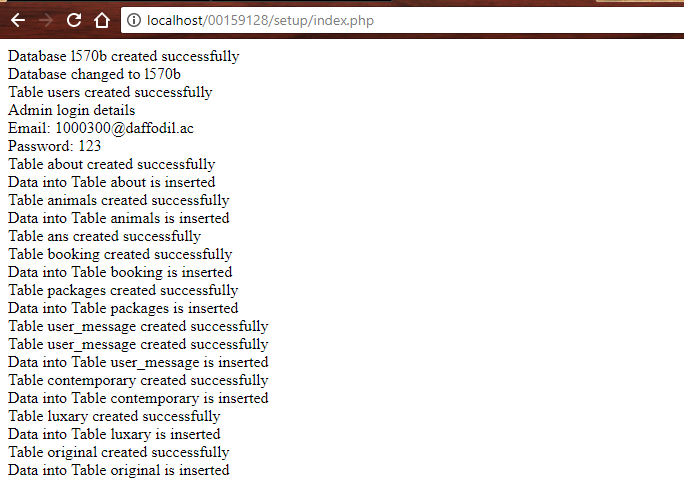 localhost/00159128/setup/index.php
Database l570b created successfully
Database changed to l570b
Table users created successfully
Admin login details
Email: 1000300@daffodil.ac
Password: 123
Table about created successfully
Data into Table about is inserted
Table animals created successfully
Data into Table animals is inserted
Table ans created successfully
Table booking created successfully
Data into Table booking is inserted
Table packages created successfully
Data into Table packages is inserted
Table user_message created successfully
Table user_message created successfully
Data into Table user_message is inserted
Table contemporary created successfully
Data into Table contemporary is inserted
Table luxary created successfully
Data into Table luxary is inserted
Table original created successfully
Data into Table original is inserted